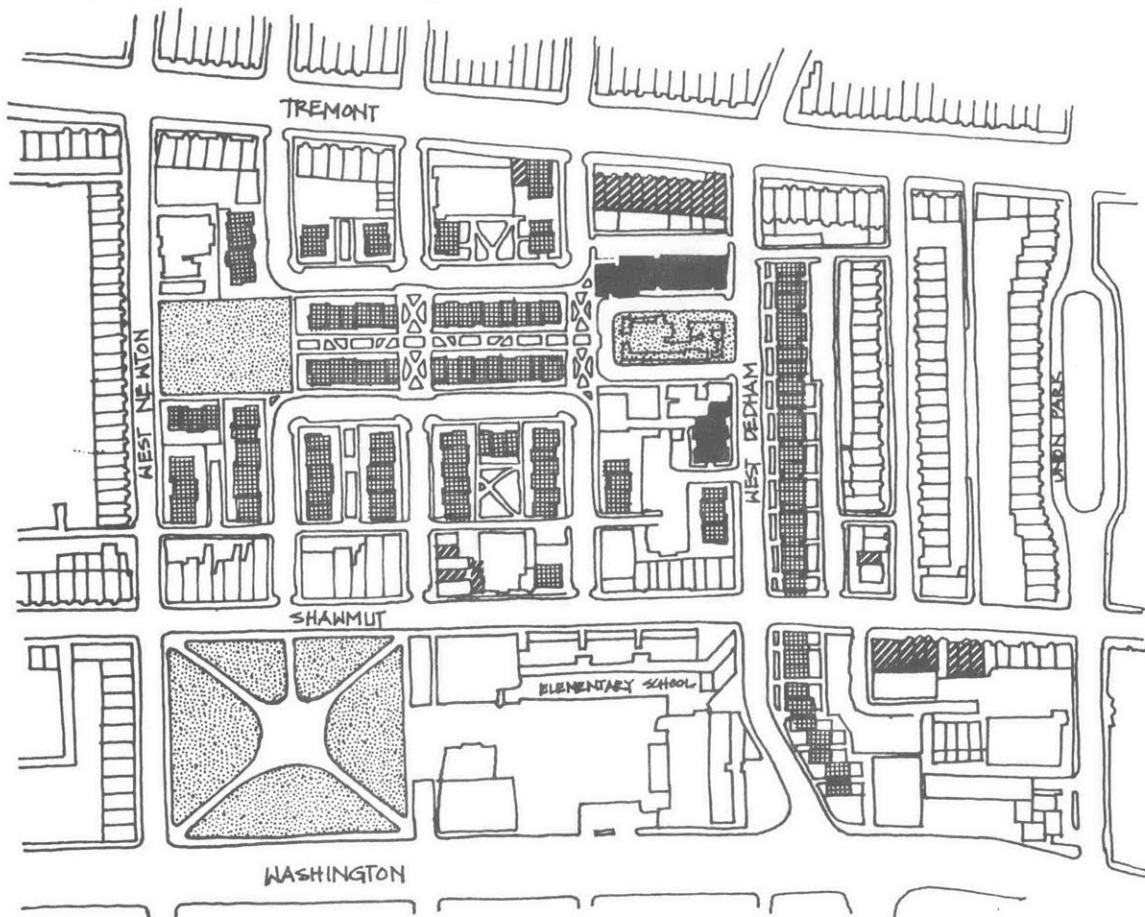 TREMONT
WEST NEWTON
WEST DEDHAM
UNION PARK
SHAWMUT
ELEMENTARY SCHOOL
WASHINGTON